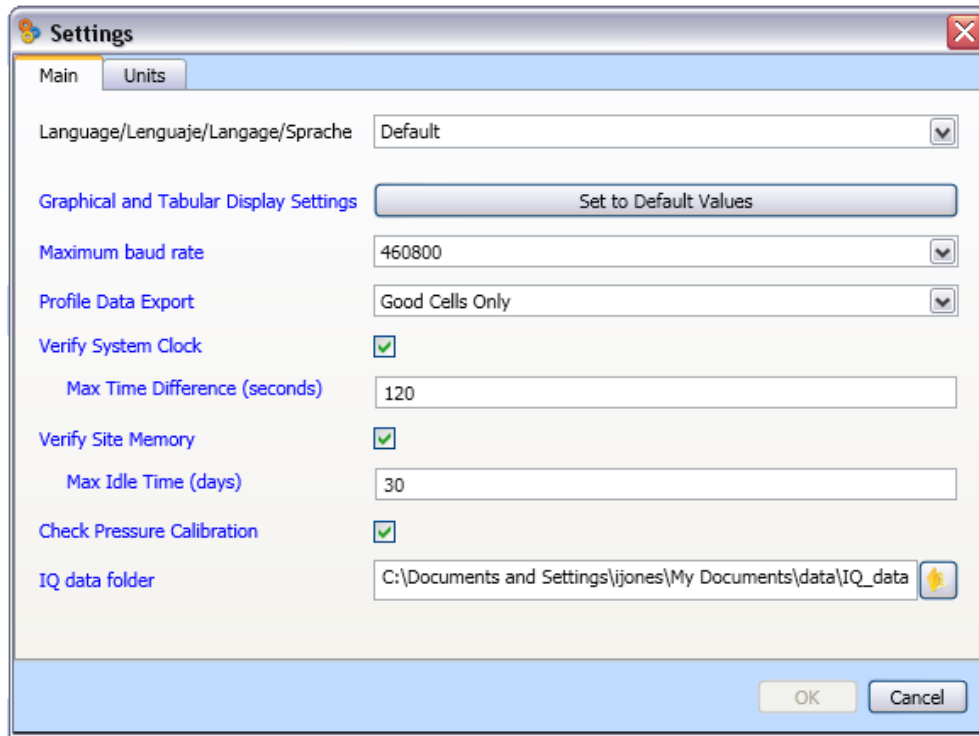 Settings
Main Units
Language/Lenguaje/Langage/Sprache Default
Graphical and Tabular Display Settings Set to Default Values
Maximum baud rate 460800
Profile Data Export Good Cells Only
Verify System Clock
Max Time Difference (seconds) 120
Verify Site Memory
Max Idle Time (days) 30
Check Pressure Calibration
IQ data folder C:\Documents and Settings\ijones\My Documents\data\IQ_data
OK Cancel